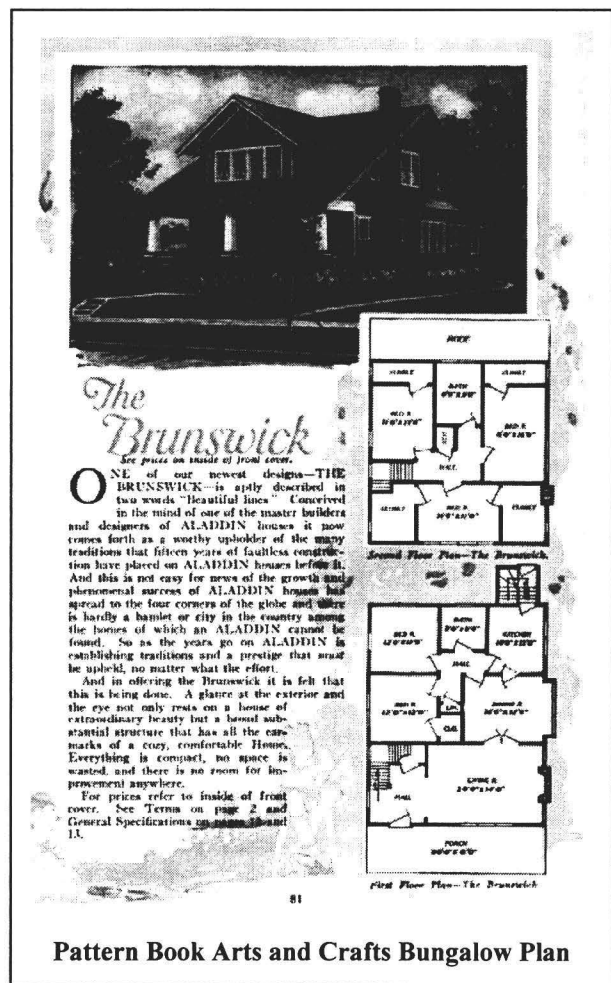 The
Brunswick
See prices on inside of front cover.
ONE of our newest designs—THE
BRUNSWICK—is aptly described in
two words "Beautiful lines" Conceived
in the mind of one of the master builders
and designers of ALADDIN houses it now
comes forth as a worthy upholder of the many
traditions that fifteen years of faultless construc-
tion have placed on ALADDIN houses before it.
And this is not easy for news of the growth and
phenomenal success of ALADDIN houses has
spread to the four corners of the globe and there
is hardly a hamlet or city in the country among
the homes of which an ALADDIN cannot be
found. So as the years go on ALADDIN is
establishing traditions and a prestige that must
be upheld, no matter what the effort.
And in offering the Brunswick it is felt that
this is being done. A glance at the exterior and
the eye not only rests on a house of
extraordinary beauty but a broad sub-
stantial structure that has all the ear-
marks of a cozy, comfortable Home.
Everything is compact, no space is
wasted, and there is no room for im-
provement anywhere.
For prices refer to inside of front
cover. See Terms on page 2 and
General Specifications on pages and
13.
ROOF
CLOSET
BATH
CLOSET
BED R.
BED R.
HALL
CLOSET
BED R.
CLOSET
Second Floor Plan—The Brunswick.
BED R.
BATH
KITCHEN
HALL
BED R.
DINING R.
CLO.
HALL
LIVING R.
PORCH
First Floor Plan—The Brunswick
81
Pattern Book Arts and Crafts Bungalow Plan